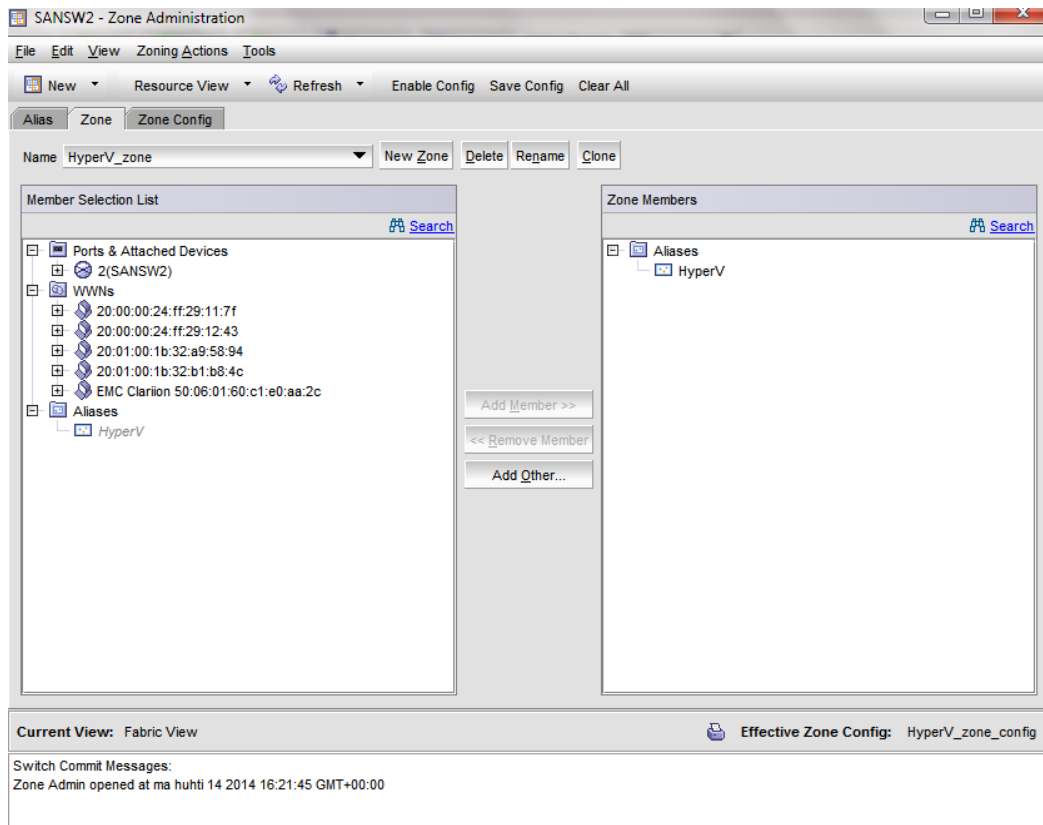 SANSW2 - Zone Administration
File Edit View Zoning Actions Tools
New Resource View Refresh Enable Config Save Config Clear All
Alias Zone Zone Config
Name HyperV_zone New Zone Delete Rename Clone
Member Selection List
Search
Ports & Attached Devices
2(SANSW2)
WWNs
20:00:00:24:ff:29:11:7f
20:00:00:24:ff:29:12:43
20:01:00:1b:32:a9:58:94
20:01:00:1b:32:b1:b8:4c
EMC Clariion 50:06:01:60:c1:e0:aa:2c
Aliases
HyperV
Add Member >>
<< Remove Member
Add Other...
Zone Members
Search
Aliases
HyperV
Current View: Fabric View
Effective Zone Config: HyperV_zone_config
Switch Commit Messages:
Zone Admin opened at ma huhti 14 2014 16:21:45 GMT+00:00